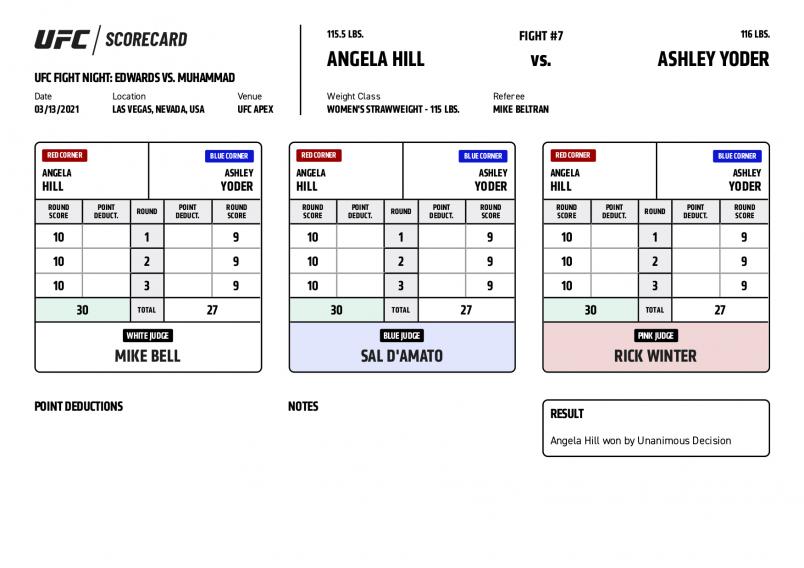 UFC / SCORECARD
UFC FIGHT NIGHT: EDWARDS VS. MUHAMMAD
Date Location Venue
03/13/2021 LAS VEGAS, NEVADA, USA UFC APEX
115.5 LBS. FIGHT #7 116 LBS.
ANGELA HILL VS. ASHLEY YODER
Weight Class Referee
WOMEN'S STRAWWEIGHT - 115 LBS. MIKE BELTRAN
RED CORNER BLUE CORNER
ANGELA ASHLEY
HILL YODER
ROUND SCORE POINT DEDUCT. ROUND POINT DEDUCT. ROUND SCORE
10 1 9
10 2 9
10 3 9
30 TOTAL 27
WHITE JUDGE
MIKE BELL
RED CORNER BLUE CORNER
ANGELA ASHLEY
HILL YODER
ROUND SCORE POINT DEDUCT. ROUND POINT DEDUCT. ROUND SCORE
10 1 9
10 2 9
10 3 9
30 TOTAL 27
BLUE JUDGE
SAL D'AMATO
RED CORNER BLUE CORNER
ANGELA ASHLEY
HILL YODER
ROUND SCORE POINT DEDUCT. ROUND POINT DEDUCT. ROUND SCORE
10 1 9
10 2 9
10 3 9
30 TOTAL 27
PINK JUDGE
RICK WINTER
POINT DEDUCTIONS
NOTES
RESULT
Angela Hill won by Unanimous Decision